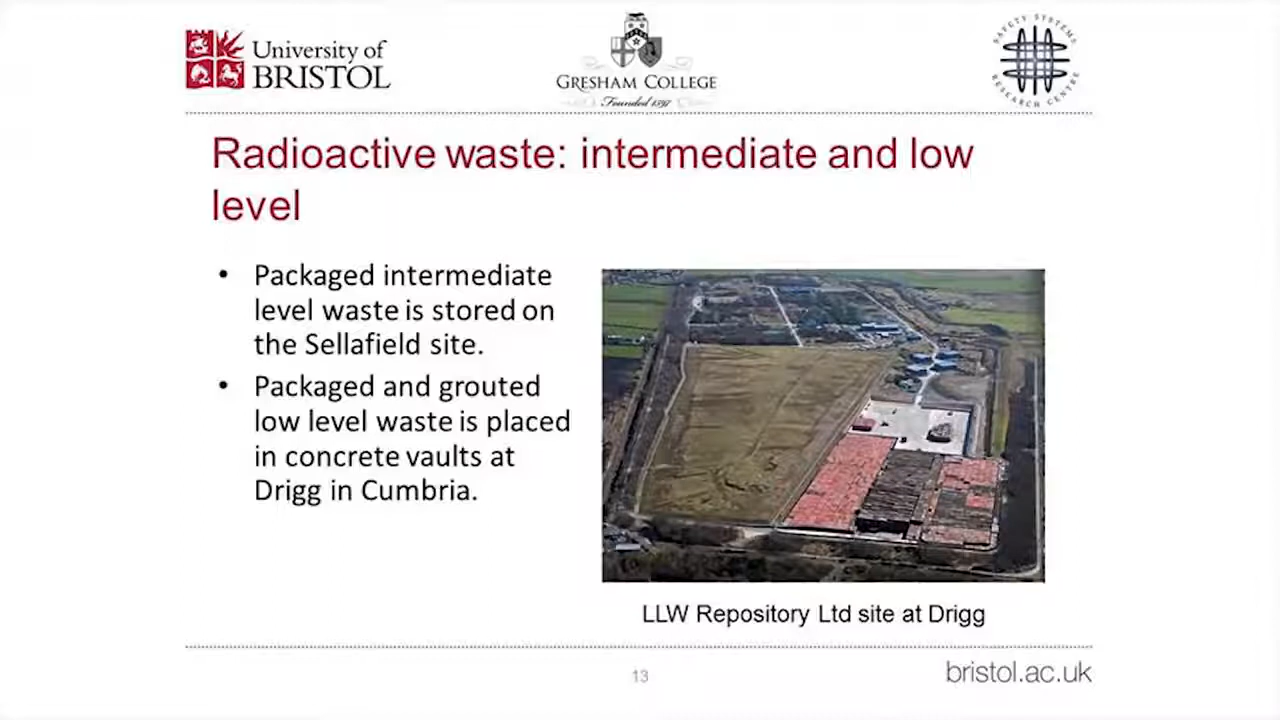 University of
BRISTOL
GRESHAM COLLEGE
Founded 1597
SAFETY SYSTEMS
RESEARCH CENTRE
Radioactive waste: intermediate and low
level
• Packaged intermediate
level waste is stored on
the Sellafield site.
• Packaged and grouted
low level waste is placed
in concrete vaults at
Drigg in Cumbria.
LLW Repository Ltd site at Drigg
13
bristol.ac.uk